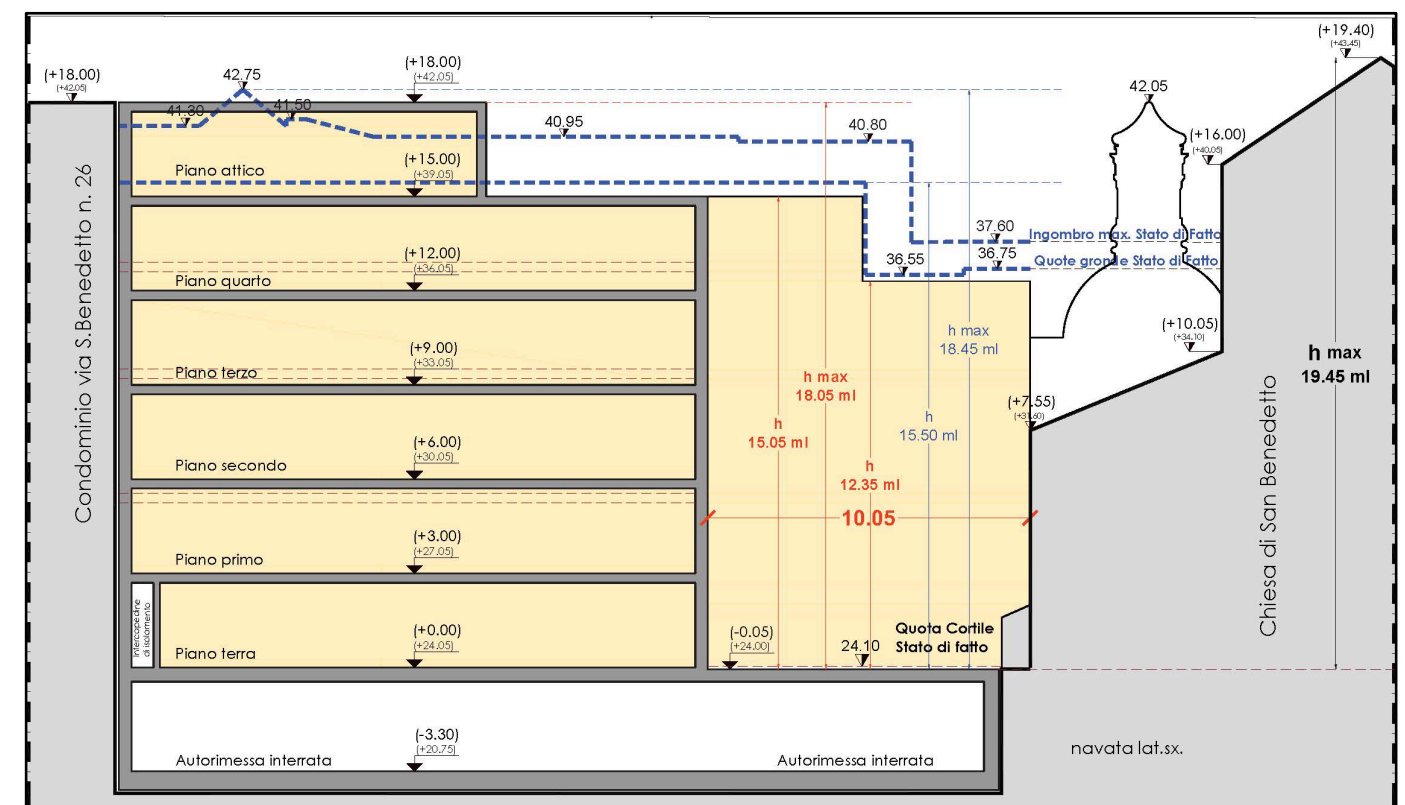 (+19.40)
(+43.45)
(+18.00)
(+42.05)
42.75
(+18.00)
(+42.05)
42.05
41.30
41.50
40.95
40.80
(+16.00)
(+40.05)
Piano attico
(+15.00)
(+39.05)
37.60
Ingombro max. Stato di Fatto
36.55
36.75
Quote gronde Stato di Fatto
(+12.00)
(+36.05)
Piano quarto
(+10.05)
(+34.10)
h max
18.45 ml
(+9.00)
(+33.05)
Piano terzo
h max
18.05 ml
h max
19.45 ml
(+7.55)
(+31.60)
h
15.05 ml
h
15.50 ml
(+6.00)
(+30.05)
Piano secondo
h
12.35 ml
10.05
(+3.00)
(+27.05)
Piano primo
Condominio via S.Benedetto n. 26
Chiesa di San Benedetto
Intercapedine
di isolamento
(+0.00)
(+24.05)
Piano terra
(-0.05)
(+24.00)
24.10
Quota Cortile
Stato di fatto
(-3.30)
(+20.75)
Autorimessa interrata
Autorimessa interrata
navata lat.sx.